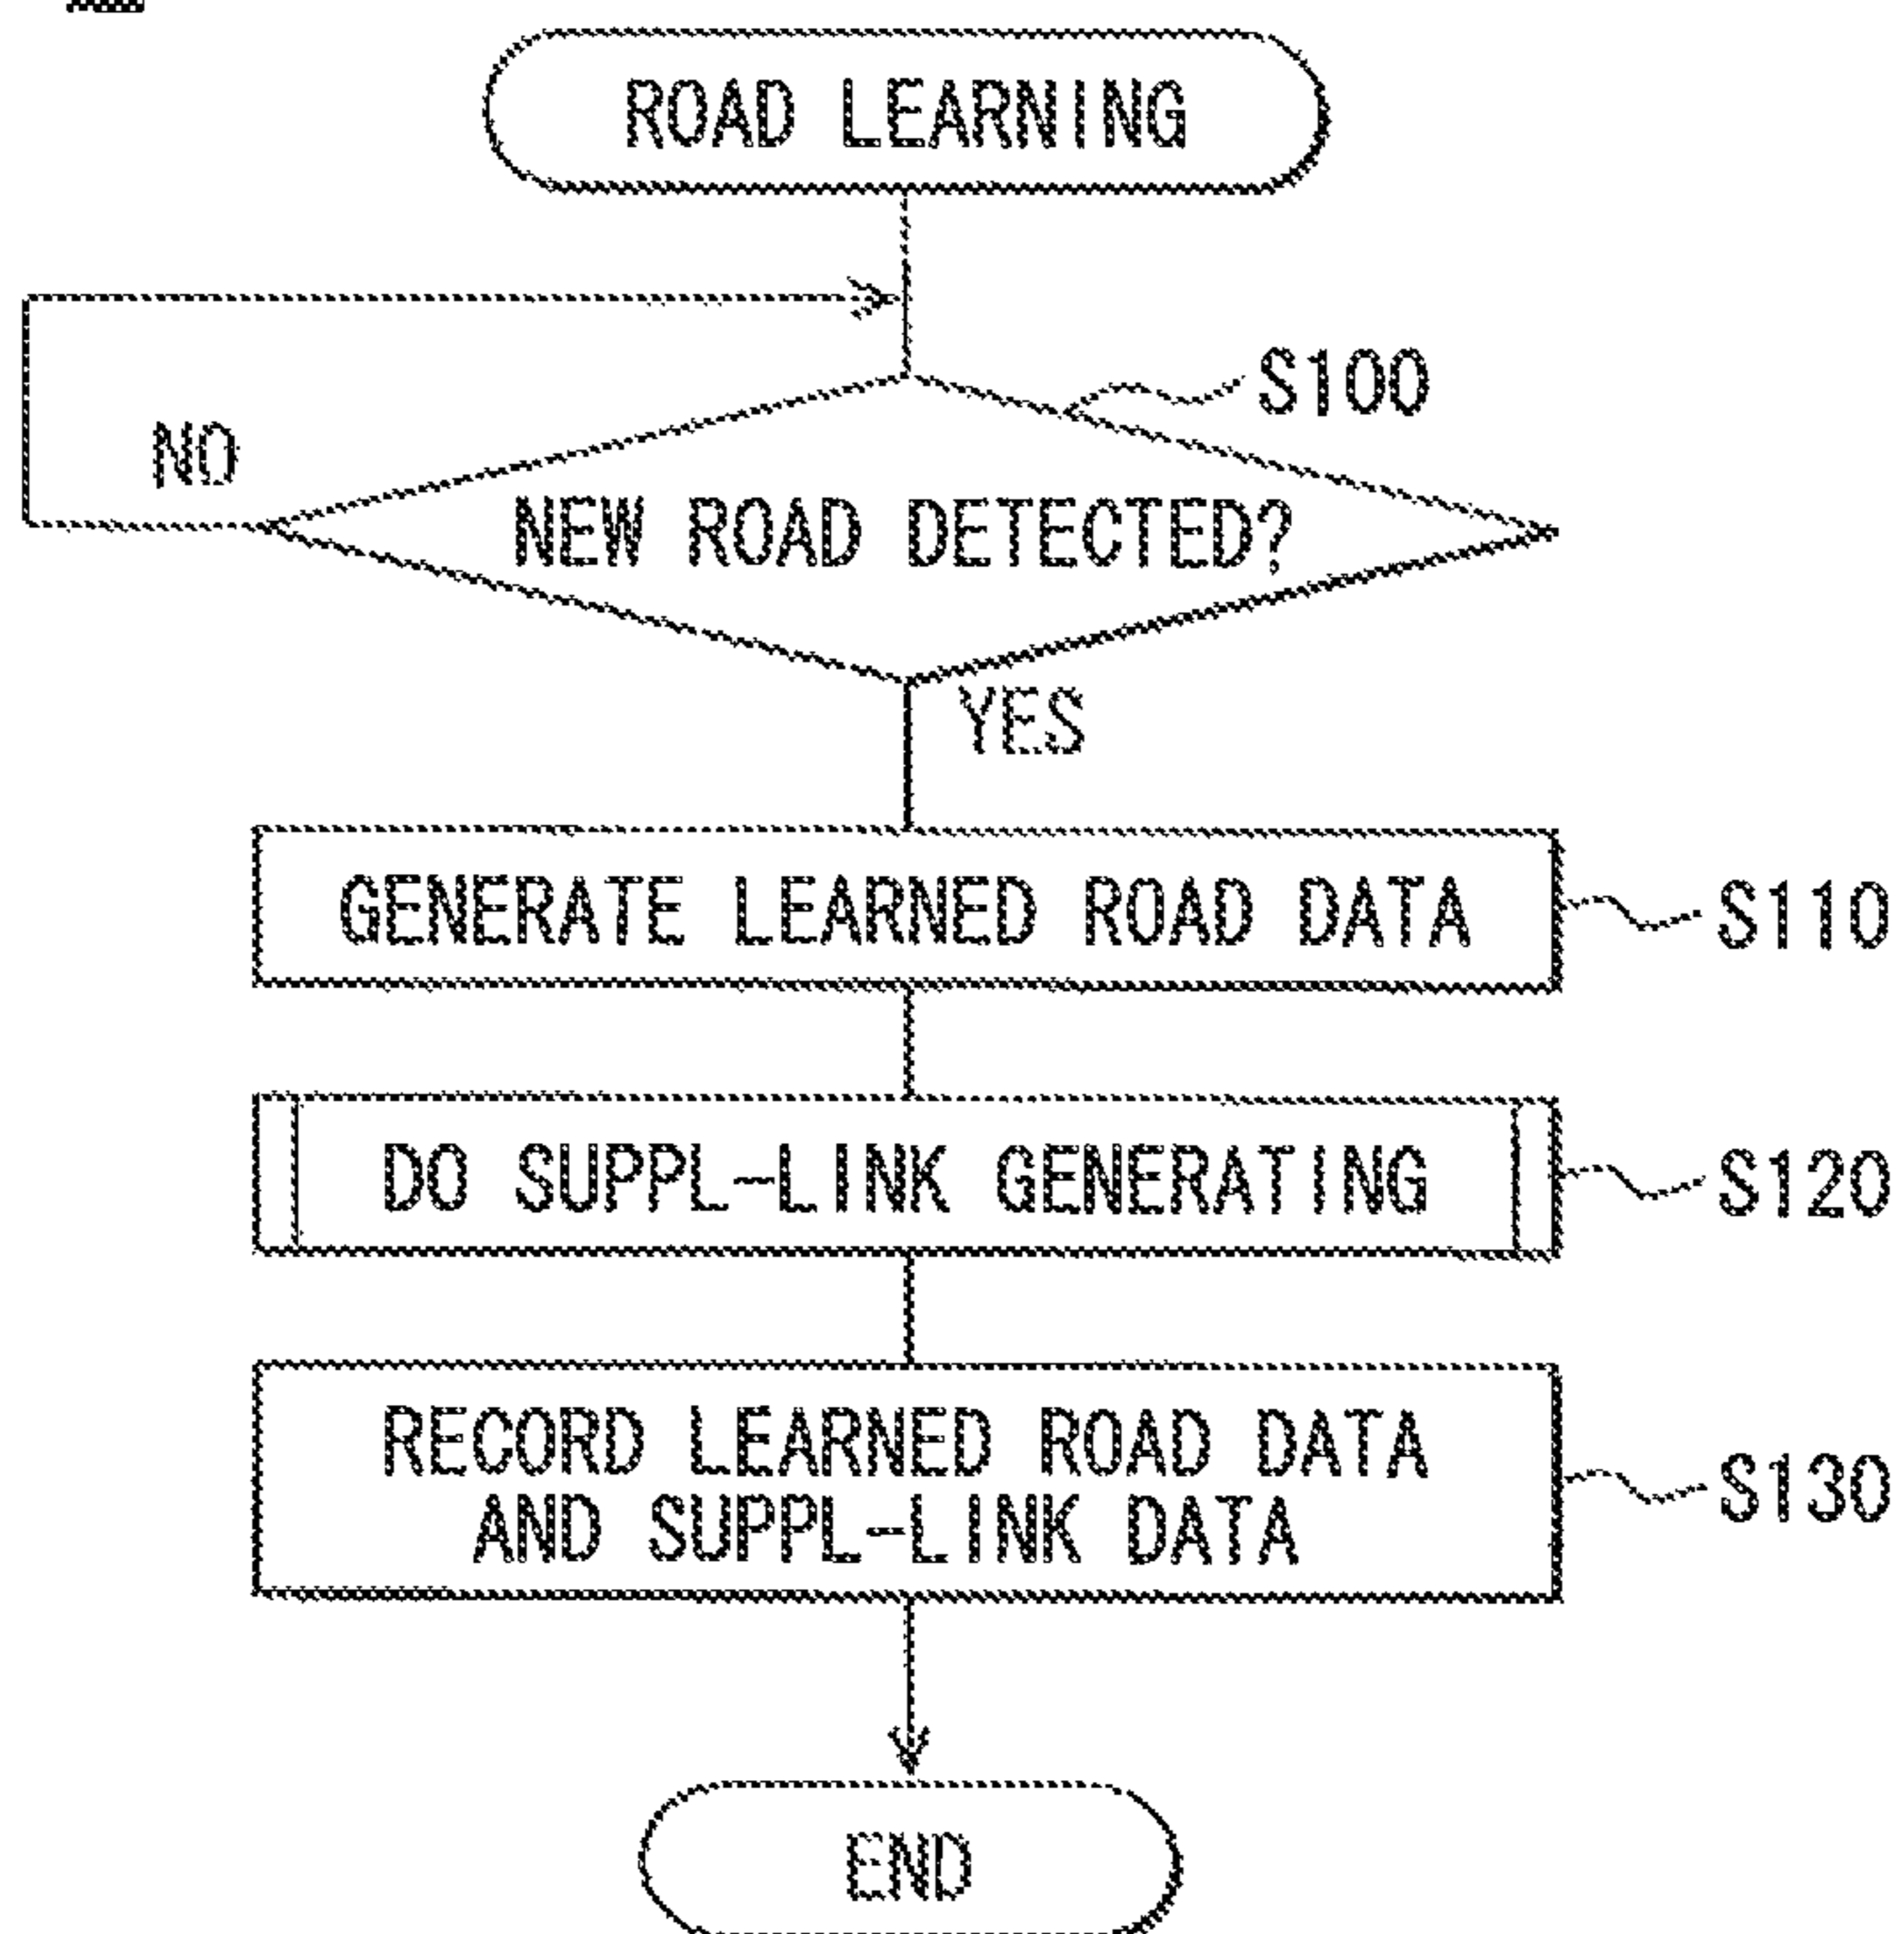 ROAD LEARNING
S100
NO
NEW ROAD DETECTED?
YES
GENERATE LEARNED ROAD DATA
S110
DO SUPPL-LINK GENERATING
S120
RECORD LEARNED ROAD DATA
AND SUPPL-LINK DATA
S130
END